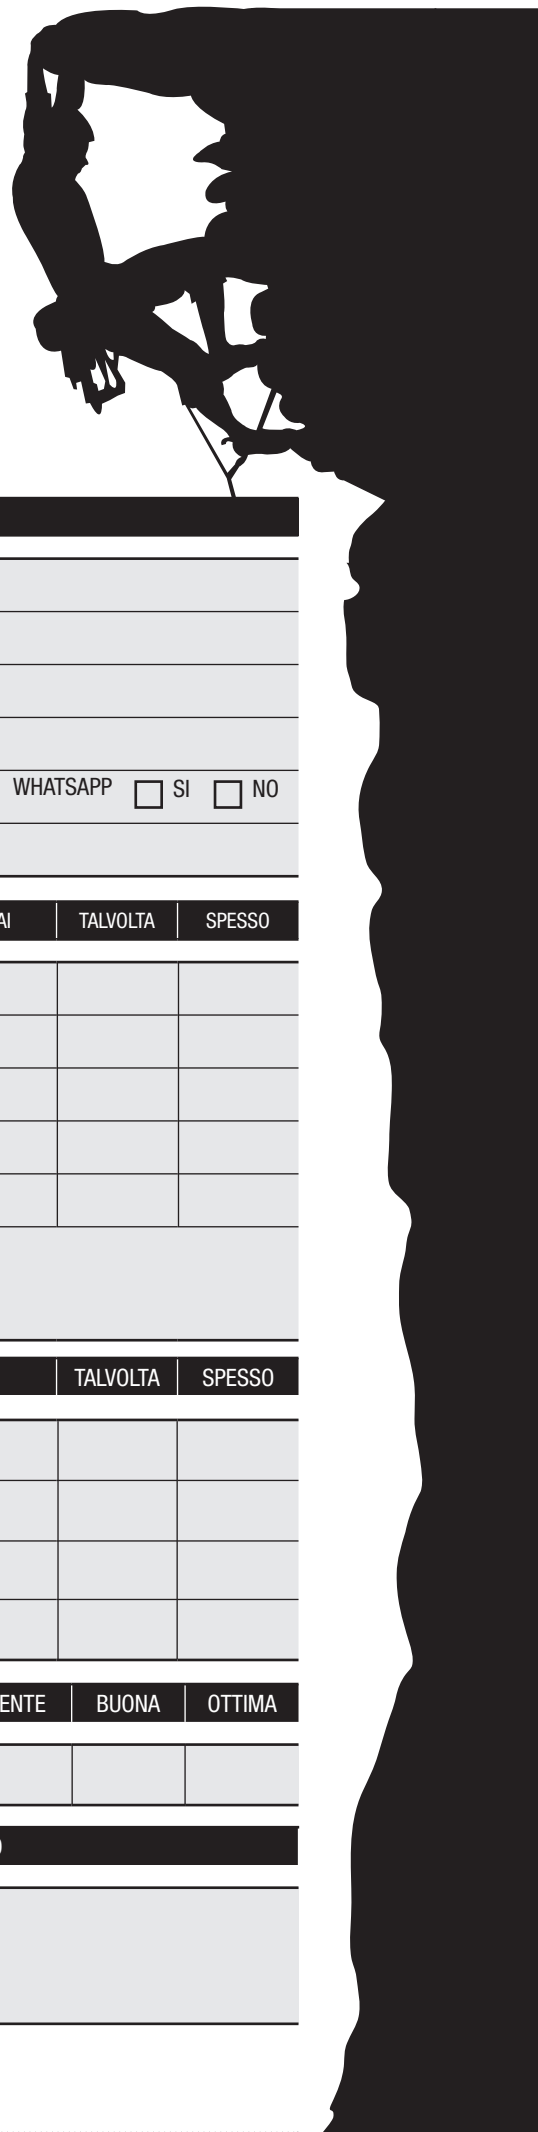 WHATSAPP SI NO
AI TALVOLTA SPESSO
TALVOLTA SPESSO
ENTE BUONA OTTIMA